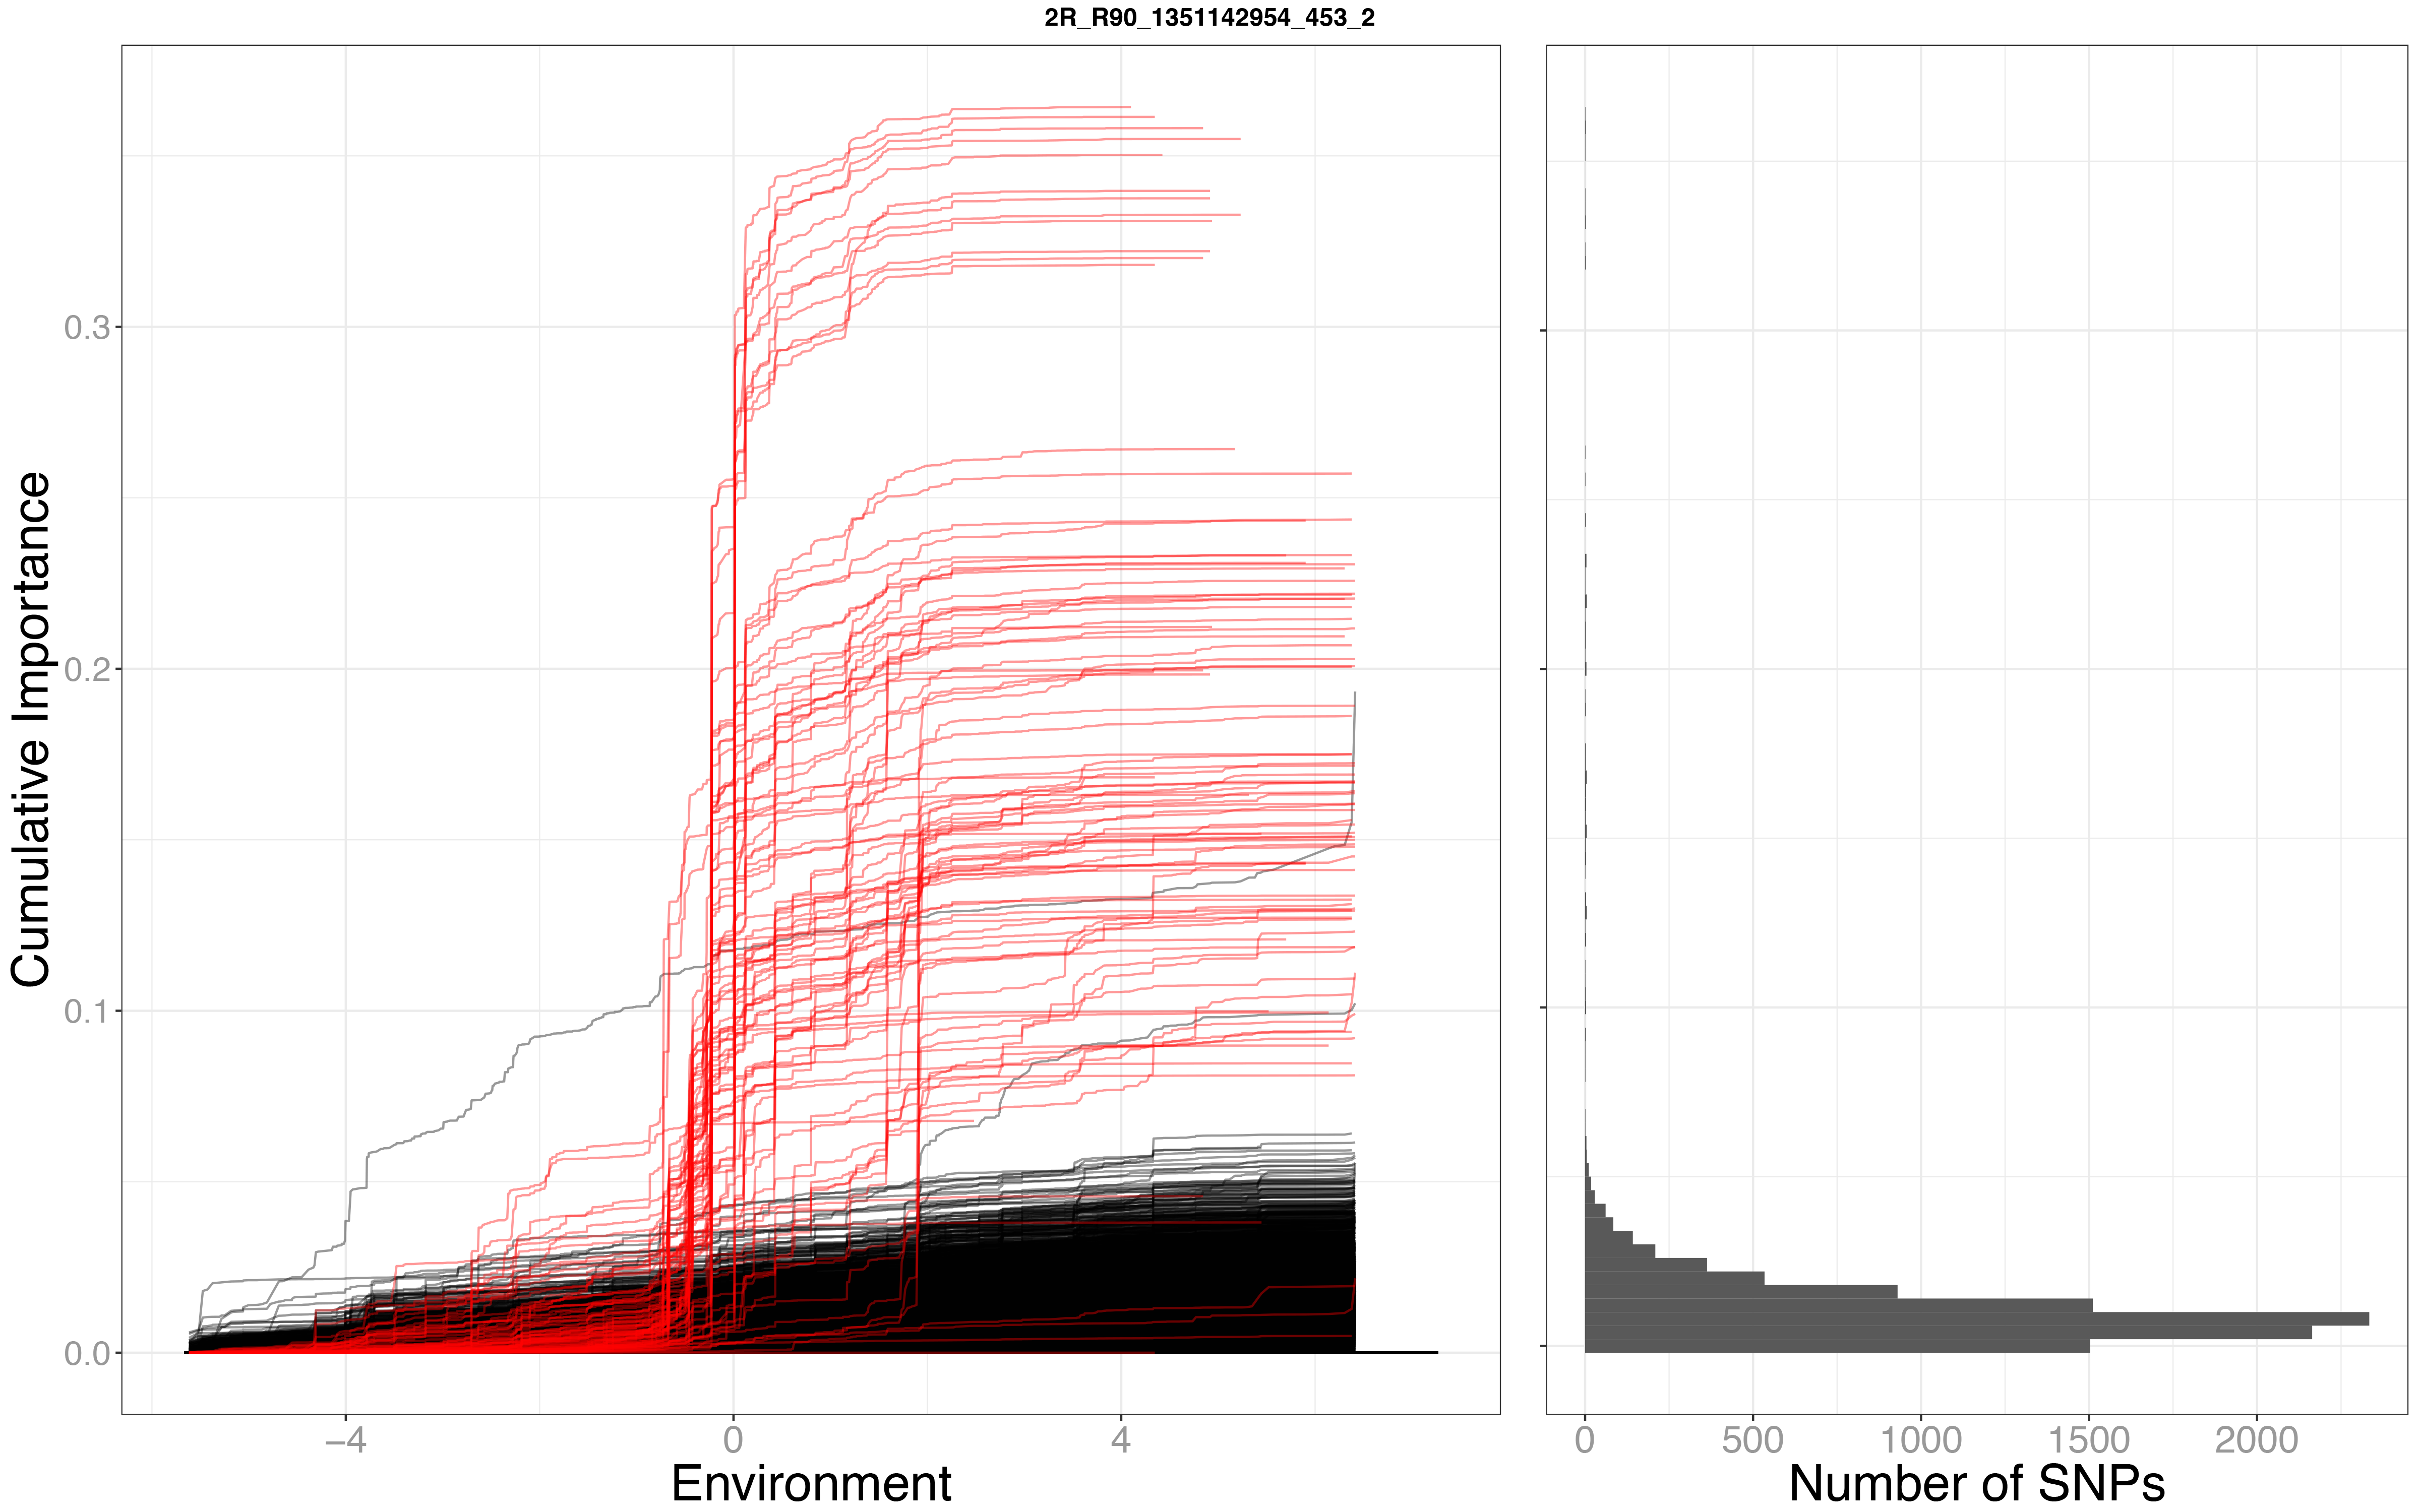 2R_R90_1351142954_453_2
Cumulative Importance
0.3
0.2
0.1
0.0
−4 0 4
Environment
0 500 1000 1500 2000
Number of SNPs